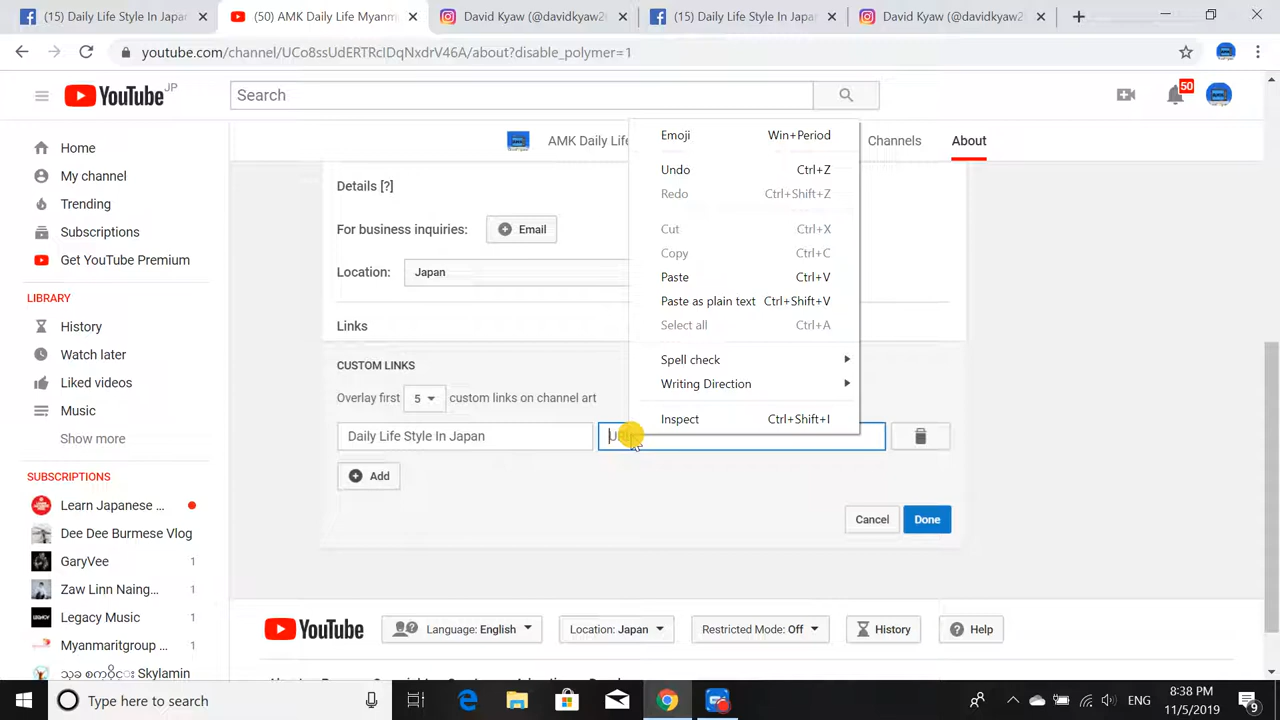 (15) Daily Life Style In Japa
(50) AMK Daily Life Myanm
David Kyaw (@davidkyaw2
(15) Daily Life Style In Japa
David Kyaw (@davidkyaw2
youtube.com/channel/UCo8ssUdERTRcIDqNxdrV46A/about?disable_polymer=1
YouTube JP
Search
50
Home
My channel
Trending
Subscriptions
Get YouTube Premium
LIBRARY
History
Watch later
Liked videos
Music
Show more
SUBSCRIPTIONS
Learn Japanese ...
Dee Dee Burmese Vlog
GaryVee 1
Zaw Linn Naing... 1
Legacy Music 1
Myanmaritgroup ... 1
AMK Daily Life
Channels
About
Details [?]
For business inquiries:
Email
Location:
Japan
Links
CUSTOM LINKS
Overlay first 5 custom links on channel art
Daily Life Style In Japan
Add
Cancel
Done
Emoji Win+Period
Undo Ctrl+Z
Redo Ctrl+Shift+Z
Cut Ctrl+X
Copy Ctrl+C
Paste Ctrl+V
Paste as plain text Ctrl+Shift+V
Select all Ctrl+A
Spell check
Writing Direction
Inspect Ctrl+Shift+I
YouTube
Language: English
Location: Japan
Restricted Mode: Off
History
Help
Type here to search
ENG
8:38 PM
11/5/2019
9